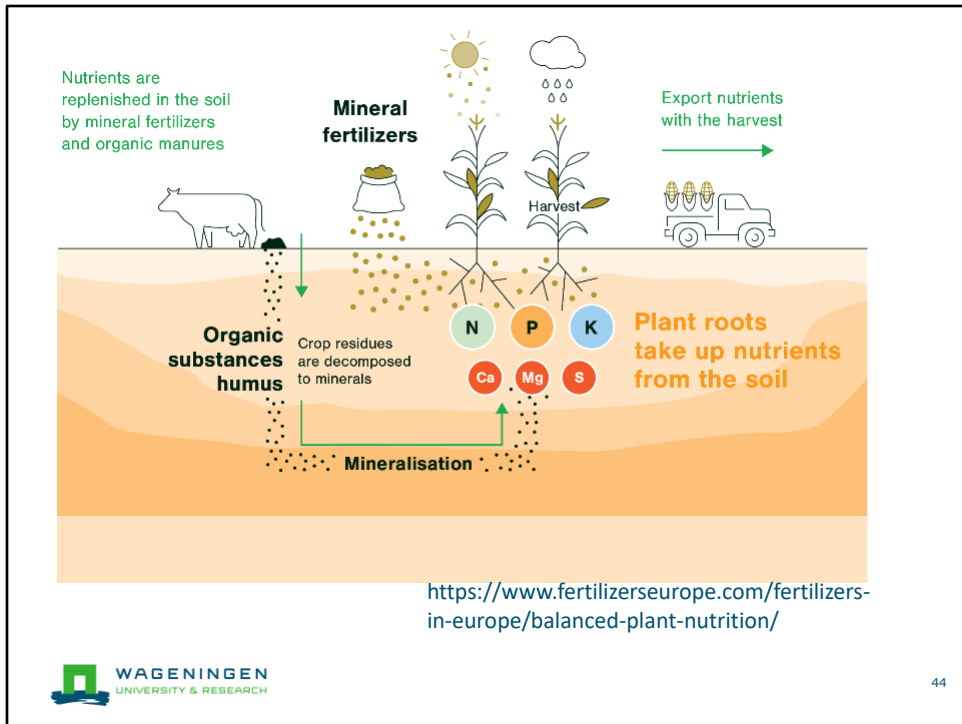 Nutrients are
replenished in the soil
by mineral fertilizers
and organic manures
Mineral
fertilizers
Export nutrients
with the harvest
Harvest
Organic
substances
humus
Crop residues
are decomposed
to minerals
N P K
Ca Mg S
Plant roots
take up nutrients
from the soil
Mineralisation
https://www.fertilizerseurope.com/fertilizers-
in-europe/balanced-plant-nutrition/
WAGENINGEN
UNIVERSITY & RESEARCH
44